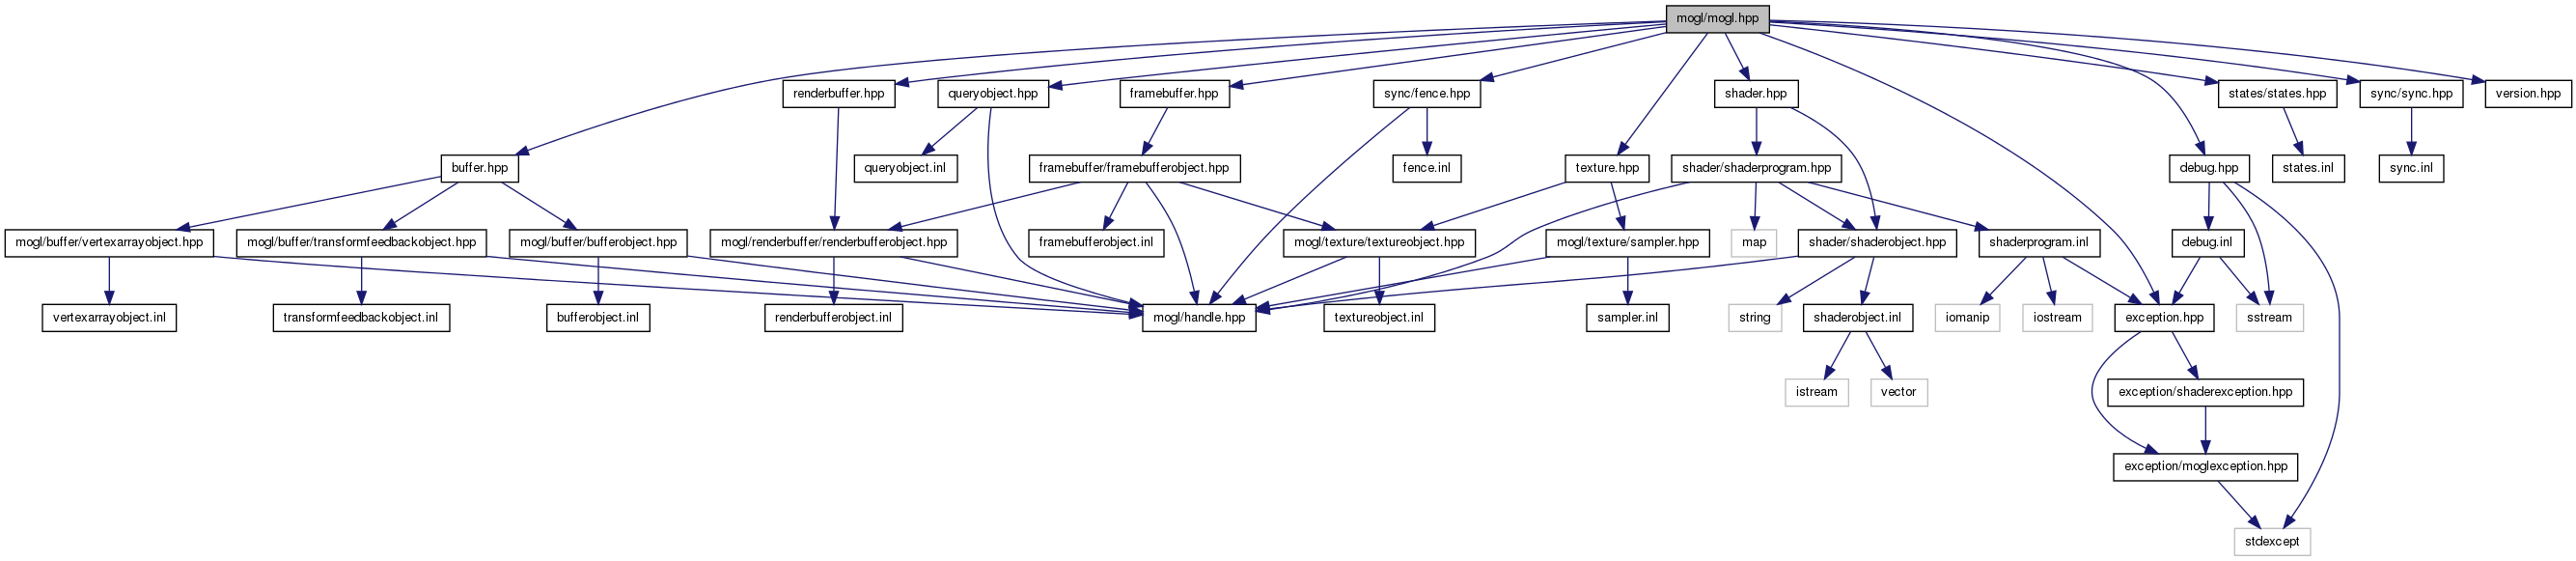 mogl/mogl.hpp
renderbuffer.hpp
queryobject.hpp
framebuffer.hpp
sync/fence.hpp
shader.hpp
states/states.hpp
sync/sync.hpp
version.hpp
buffer.hpp
queryobject.inl
framebuffer/framebufferobject.hpp
fence.inl
texture.hpp
shader/shaderprogram.hpp
debug.hpp
states.inl
sync.inl
mogl/buffer/vertexarrayobject.hpp
mogl/buffer/transformfeedbackobject.hpp
mogl/buffer/bufferobject.hpp
mogl/renderbuffer/renderbufferobject.hpp
framebufferobject.inl
mogl/texture/textureobject.hpp
mogl/texture/sampler.hpp
map
shader/shaderobject.hpp
shaderprogram.inl
debug.inl
vertexarrayobject.inl
transformfeedbackobject.inl
bufferobject.inl
renderbufferobject.inl
mogl/handle.hpp
textureobject.inl
sampler.inl
string
shaderobject.inl
iomanip
iostream
exception.hpp
sstream
istream
vector
exception/shaderexception.hpp
exception/moglexception.hpp
stdexcept